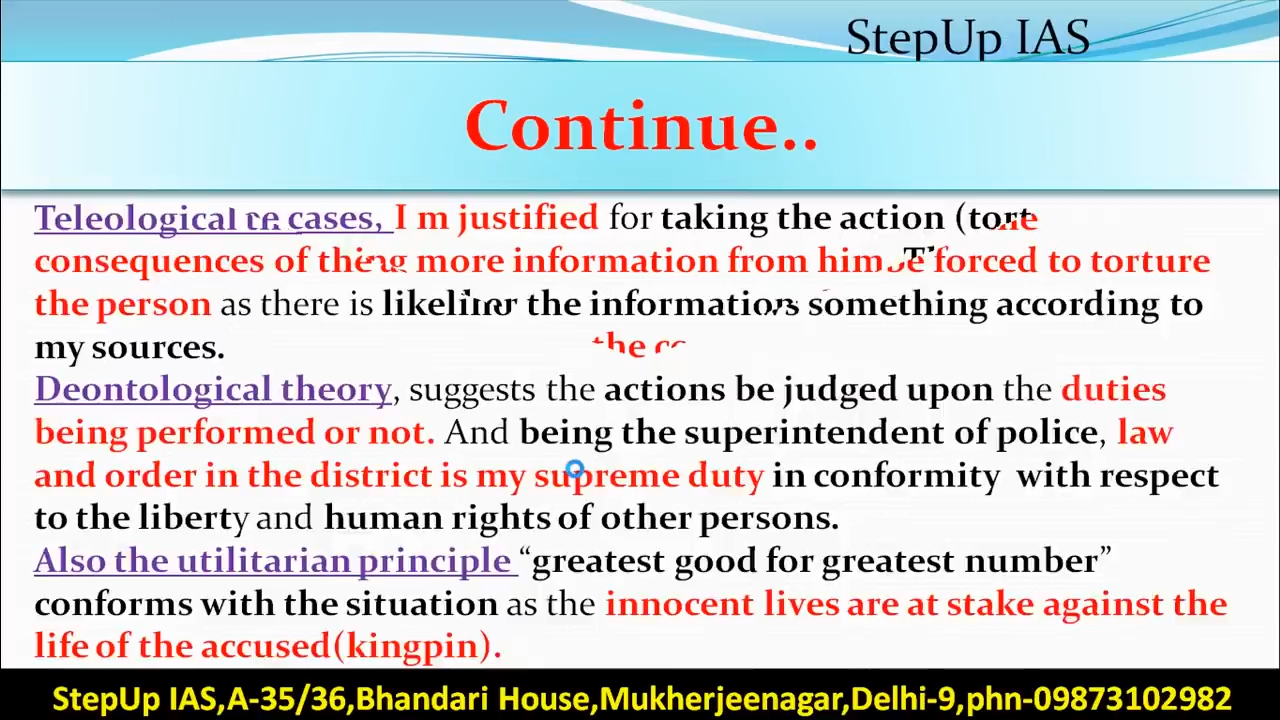 StepUp IAS
Continue..
Teleological cases, I m justified for taking the action
consequences of more information from forced to torture
the person as there is the something according to
my sources.
the
Deontological theory, suggests the actions be judged upon the duties
being performed or not. And being the superintendent of police, law
and order in the district is my supreme duty in conformity with respect
to the liberty and human rights of other persons.
Also the utilitarian principle “greatest good for greatest number”
conforms with the situation as the innocent lives are at stake against the
life of the accused(kingpin).
StepUp IAS,A-35/36,Bhandari House,Mukherjeenagar,Delhi-9,phn-09873102982